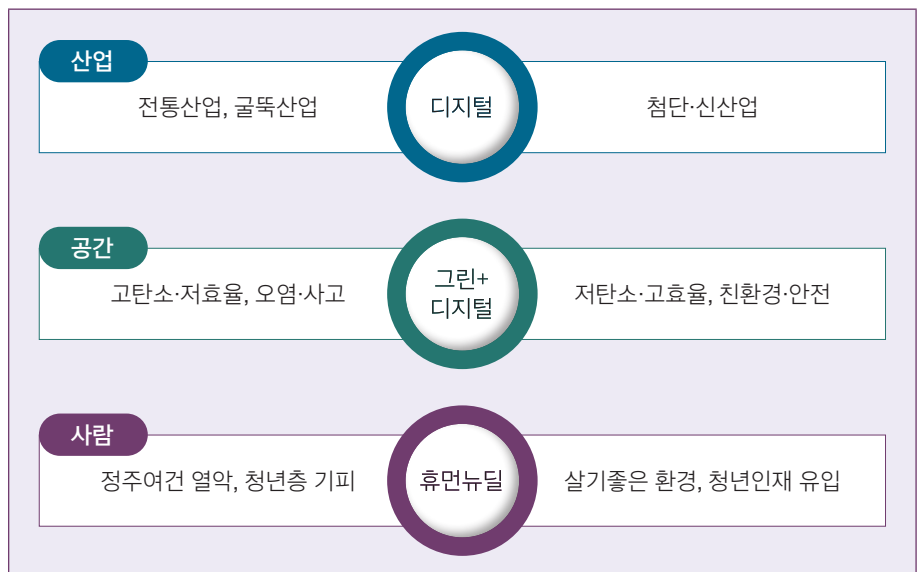 산업
전통산업, 굴뚝산업
디지털
첨단·신산업
공간
고탄소·저효율, 오염·사고
그린+
디지털
저탄소·고효율, 친환경·안전
사람
정주여건 열악, 청년층 기피
휴먼뉴딜
살기좋은 환경, 청년인재 유입